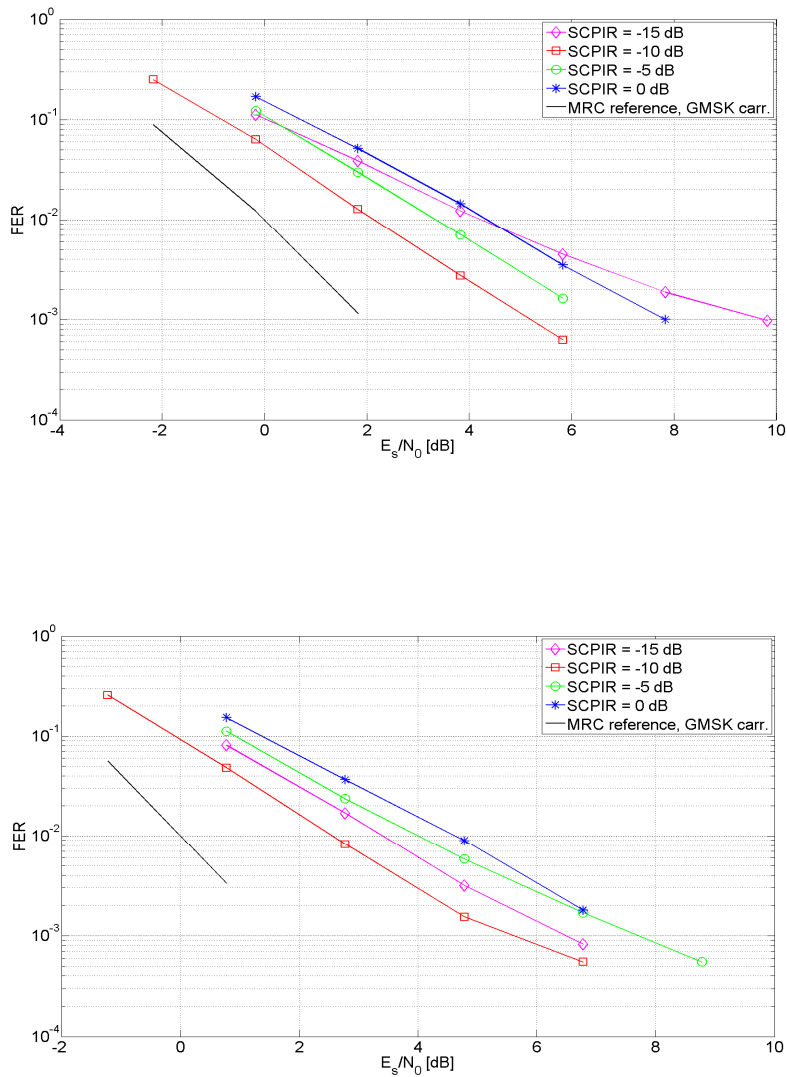 10^0
10^-1
10^-2
10^-3
10^-4
FER
-4 -2 0 2 4 6 8 10
E_s/N_0 [dB]
SCPIR = -15 dB
SCPIR = -10 dB
SCPIR = -5 dB
SCPIR = 0 dB
MRC reference, GMSK carr.
10^0
10^-1
10^-2
10^-3
10^-4
FER
-2 0 2 4 6 8 10
E_s/N_0 [dB]
SCPIR = -15 dB
SCPIR = -10 dB
SCPIR = -5 dB
SCPIR = 0 dB
MRC reference, GMSK carr.